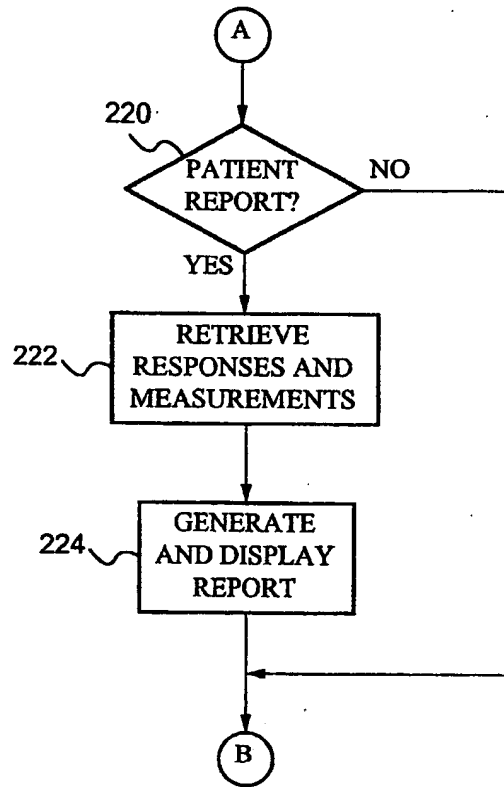 A
220
PATIENT
REPORT?
NO
YES
222
RETRIEVE
RESPONSES AND
MEASUREMENTS
224
GENERATE
AND DISPLAY
REPORT
B